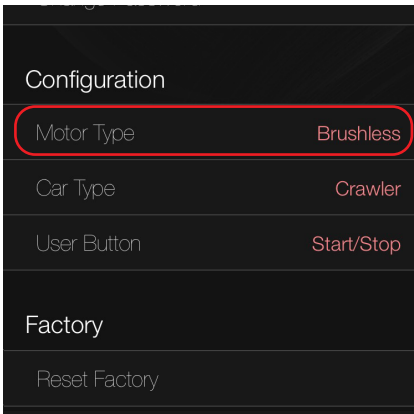 Configuration
Motor Type Brushless
Car Type Crawler
User Button Start/Stop
Factory
Reset Factory